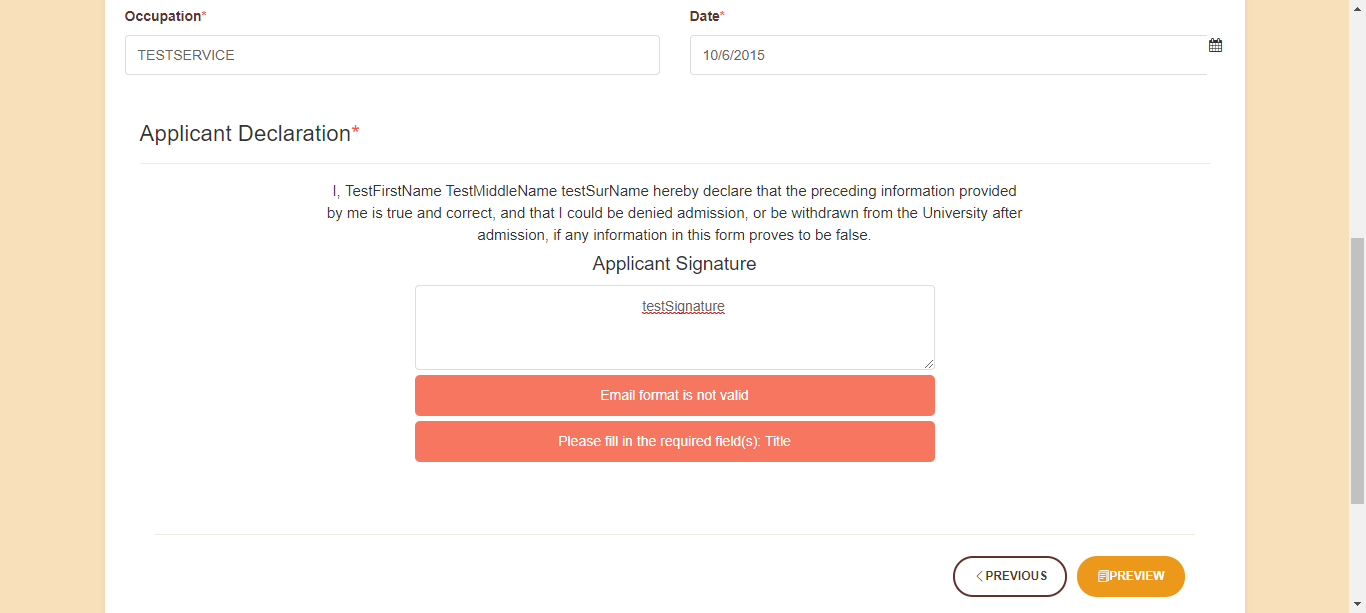 Occupation*
Date*
TESTSERVICE
10/6/2015
Applicant Declaration*
I, TestFirstName TestMiddleName testSurName hereby declare that the preceding information provided
by me is true and correct, and that I could be denied admission, or be withdrawn from the University after
admission, if any information in this form proves to be false.
Applicant Signature
testSignature
Email format is not valid
Please fill in the required field(s): Title
PREVIOUS
PREVIEW